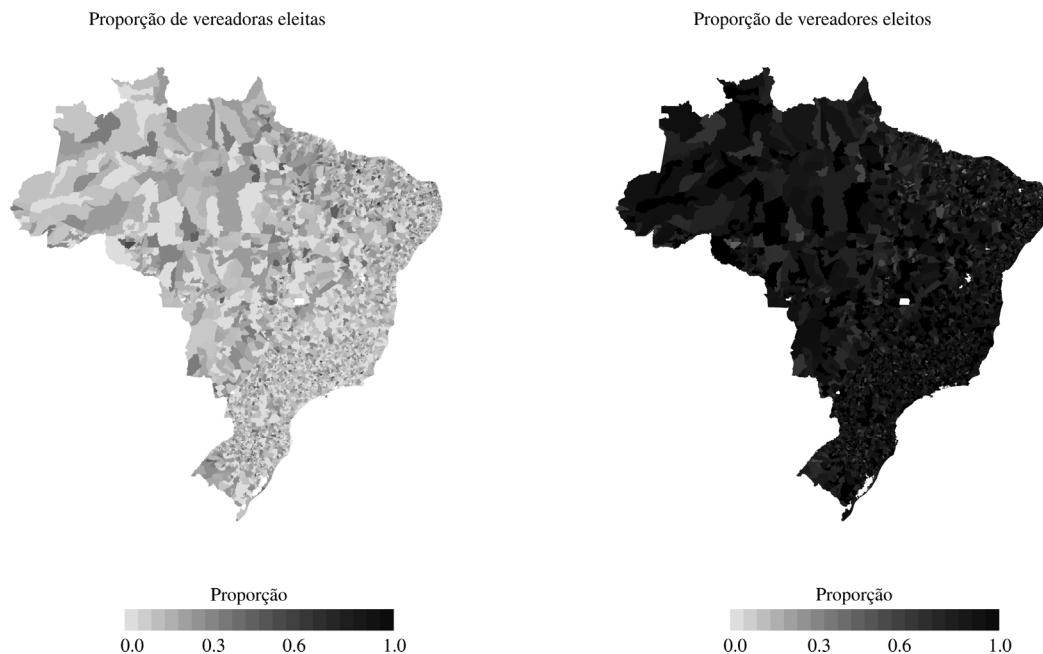 Proporção de vereadoras eleitas
Proporção de vereadores eleitos
Proporção
0.0 0.3 0.6 1.0
Proporção
0.0 0.3 0.6 1.0